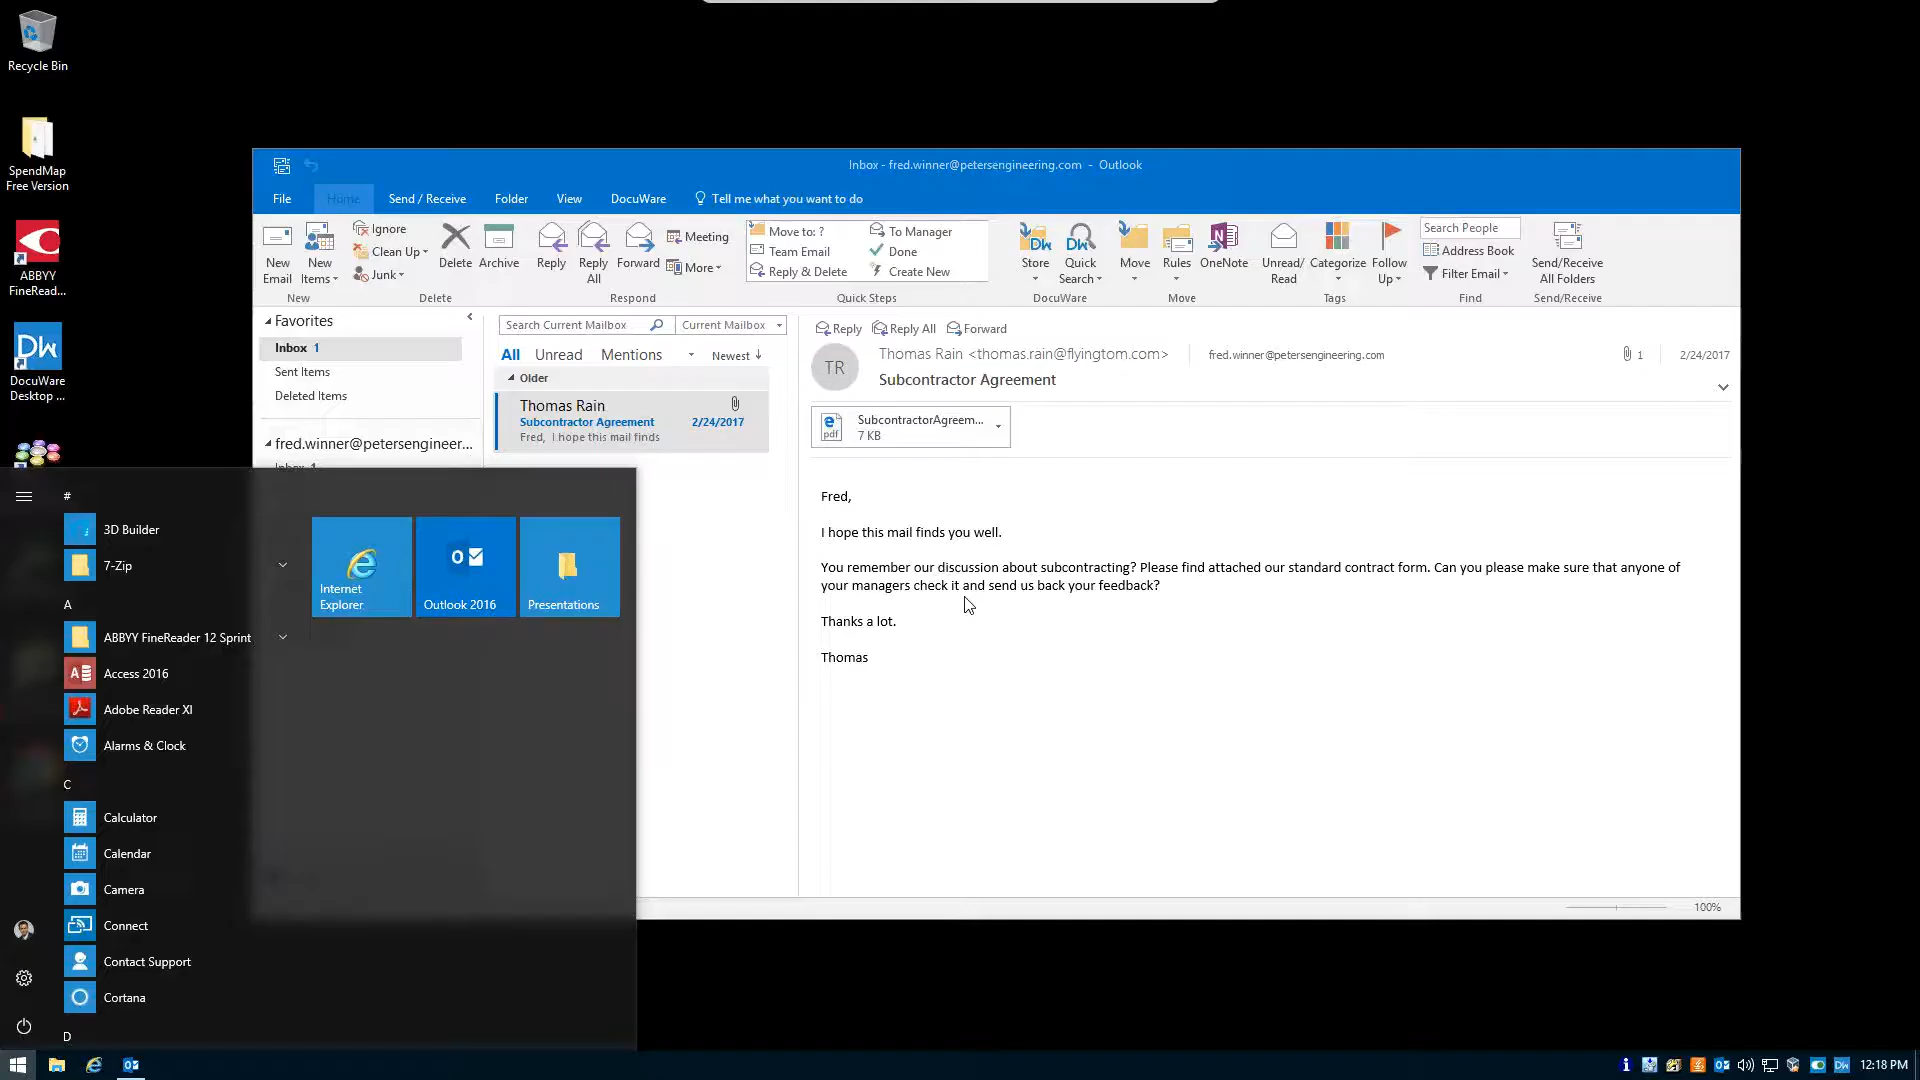 Recycle Bin
SpendMap
Free Version
ABBYY
FineRead...
DW
DocuWare
Desktop ...
Inbox - fred.winner@petersengineering.com - Outlook
File Home Send / Receive Folder View DocuWare Tell me what you want to do
New
Email
New
Items
New
Ignore
Clean Up
Junk
Delete
Archive
Delete
Reply
Reply
All
Forward
Meeting
More
Respond
Move to: ?
Team Email
Reply & Delete
To Manager
Done
Create New
Quick Steps
Store
Quick
Search
DocuWare
Move
Rules
OneNote
Move
Unread/
Read
Categorize
Follow
Up
Tags
Search People
Address Book
Filter Email
Find
Send/Receive
All Folders
Send/Receive
Favorites
Inbox 1
Sent Items
Deleted Items
fred.winner@petersengineer...
Search Current Mailbox Current Mailbox
All Unread Mentions Newest
Older
Thomas Rain
Subcontractor Agreement 2/24/2017
Fred, I hope this mail finds
Reply Reply All Forward
TR
Thomas Rain <thomas.rain@flyingtom.com> fred.winner@petersengineering.com 1 2/24/2017
Subcontractor Agreement
pdf
SubcontractorAgreem...
7 KB
Fred,
I hope this mail finds you well.
You remember our discussion about subcontracting? Please find attached our standard contract form. Can you please make sure that anyone of
your managers check it and send us back your feedback?
Thanks a lot.
Thomas
100%
#
3D Builder
7-Zip
A
ABBYY FineReader 12 Sprint
Access 2016
Adobe Reader XI
Alarms & Clock
C
Calculator
Calendar
Camera
Connect
Contact Support
Cortana
D
Internet
Explorer
Outlook 2016
Presentations
12:18 PM